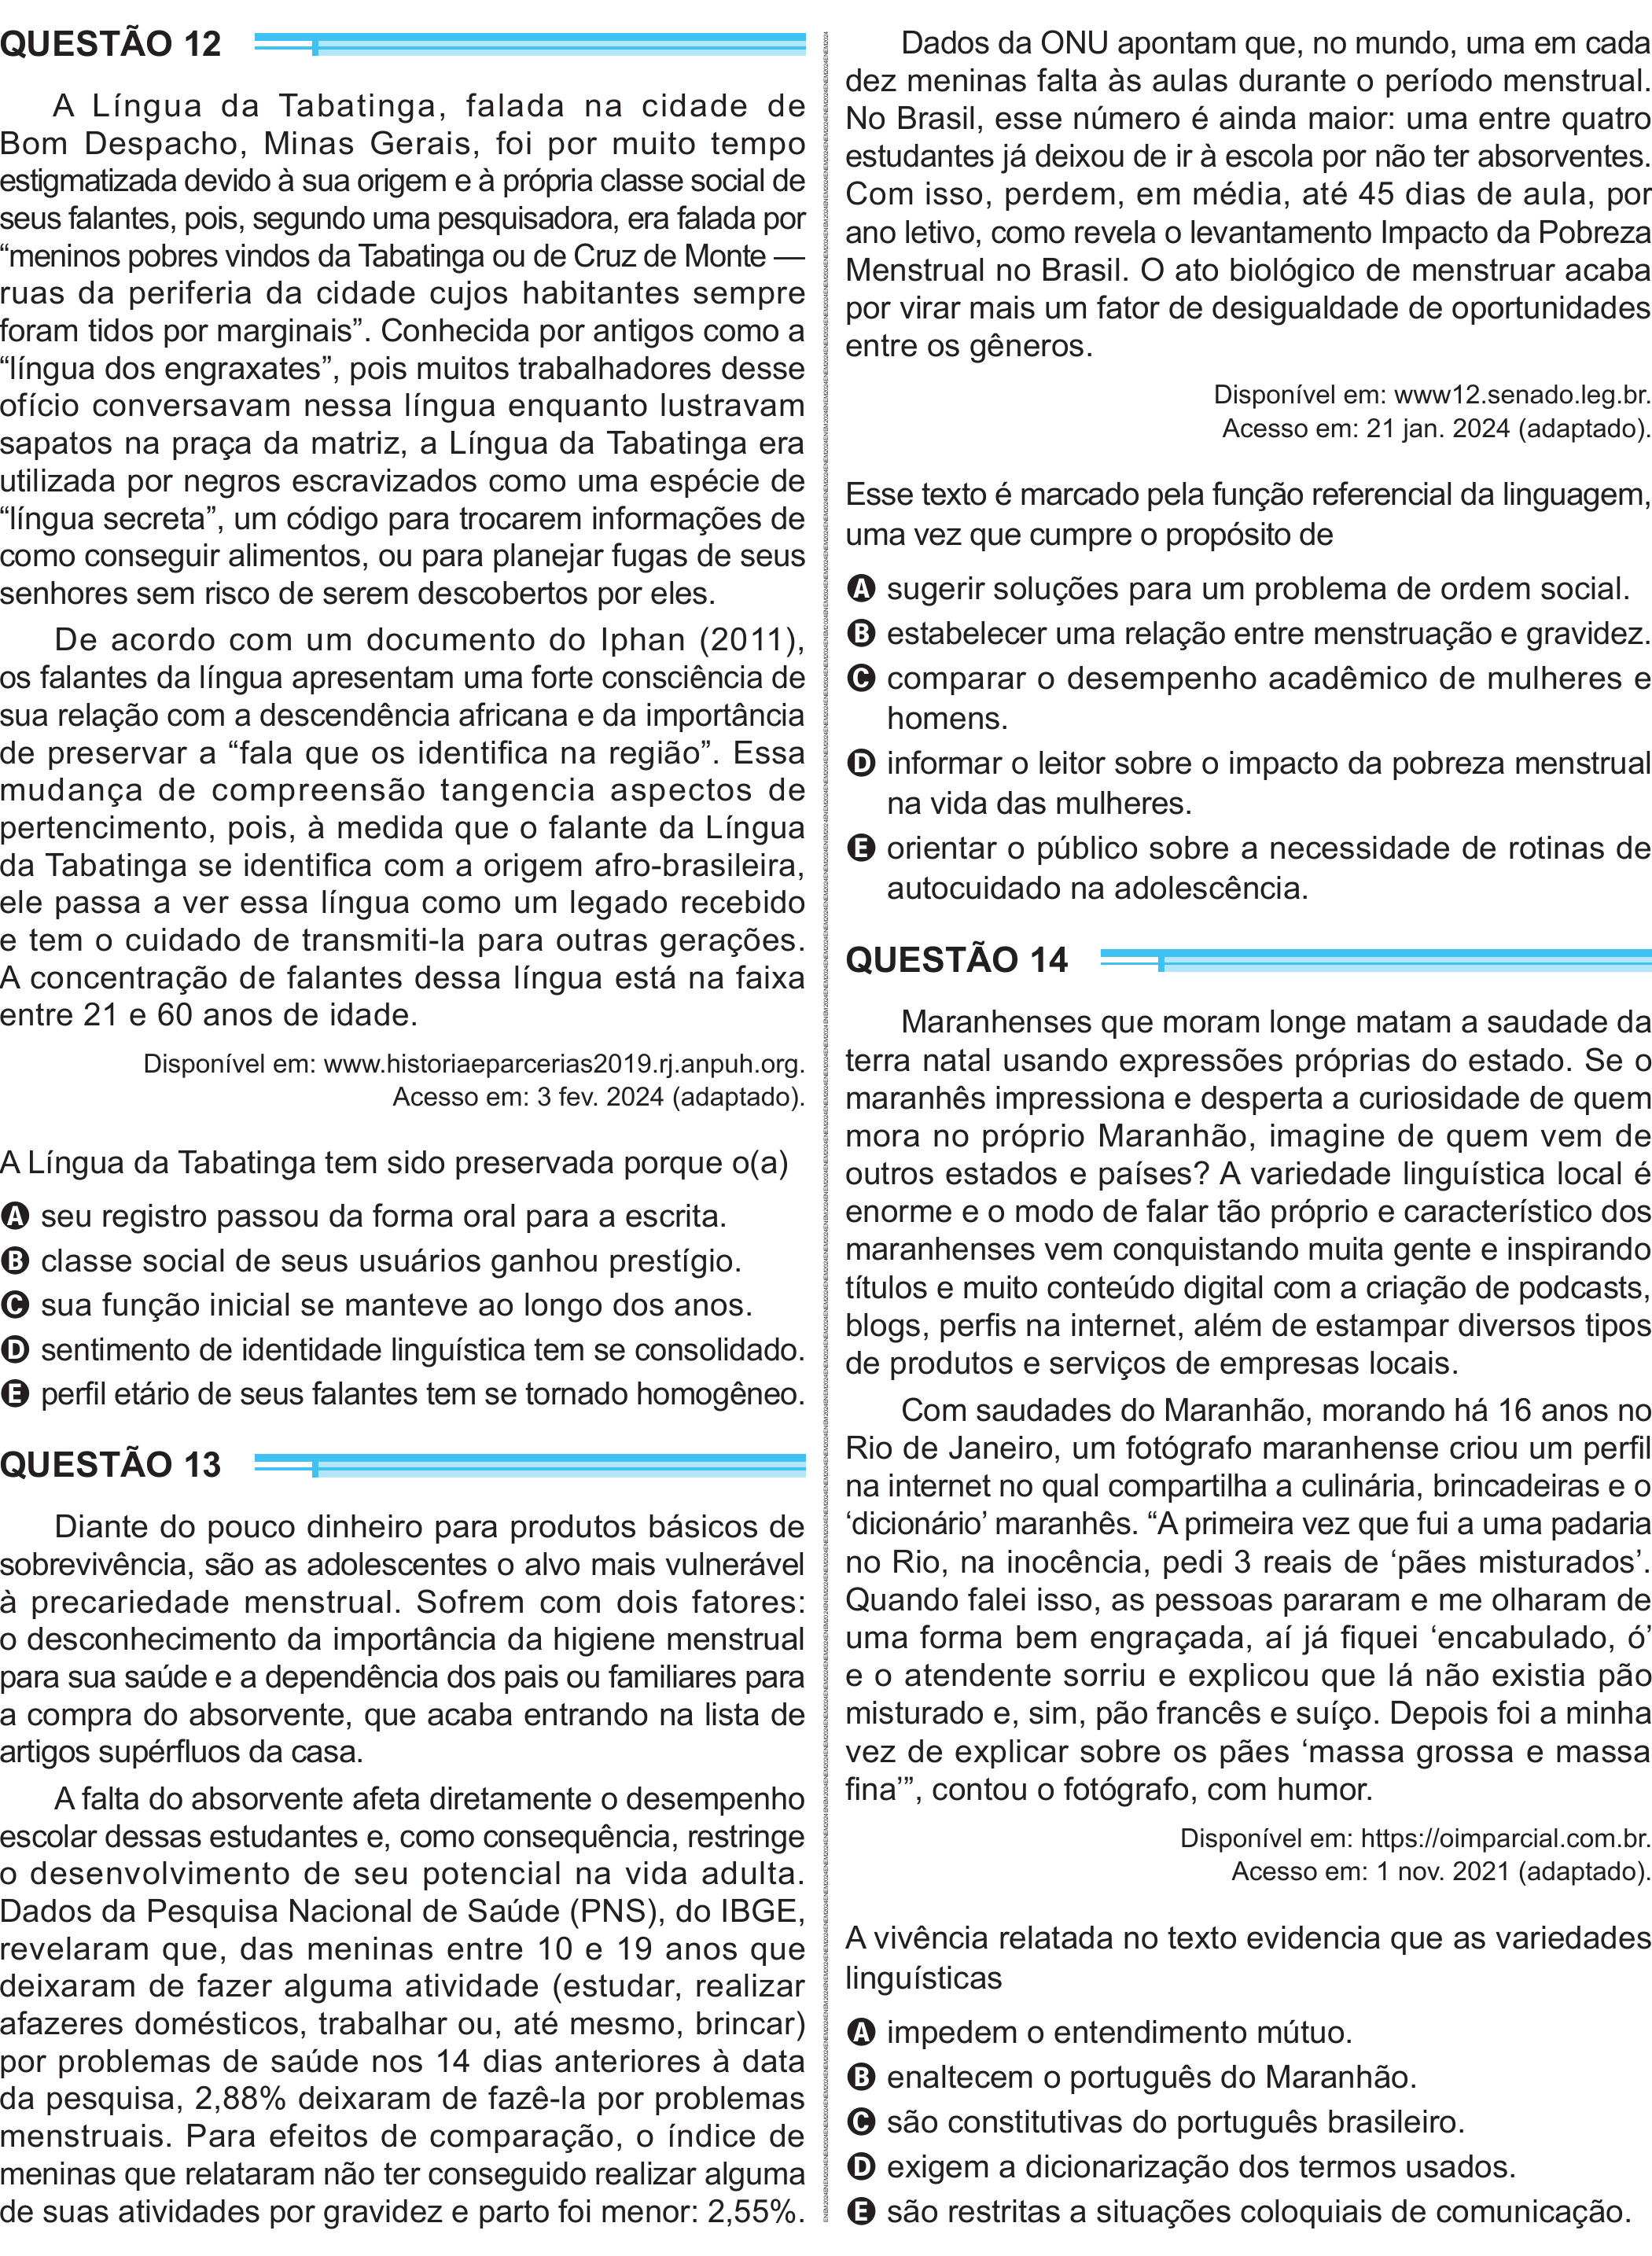 QUESTÃO 12
A Língua da Tabatinga, falada na cidade de
Bom Despacho, Minas Gerais, foi por muito tempo
estigmatizada devido à sua origem e à própria classe social de
seus falantes, pois, segundo uma pesquisadora, era falada por
“meninos pobres vindos da Tabatinga ou de Cruz de Monte —
ruas da periferia da cidade cujos habitantes sempre
foram tidos por marginais”. Conhecida por antigos como a
“língua dos engraxates”, pois muitos trabalhadores desse
ofício conversavam nessa língua enquanto lustravam
sapatos na praça da matriz, a Língua da Tabatinga era
utilizada por negros escravizados como uma espécie de
“língua secreta”, um código para trocarem informações de
como conseguir alimentos, ou para planejar fugas de seus
senhores sem risco de serem descobertos por eles.
De acordo com um documento do Iphan (2011),
os falantes da língua apresentam uma forte consciência de
sua relação com a descendência africana e da importância
de preservar a “fala que os identifica na região”. Essa
mudança de compreensão tangencia aspectos de
pertencimento, pois, à medida que o falante da Língua
da Tabatinga se identifica com a origem afro-brasileira,
ele passa a ver essa língua como um legado recebido
e tem o cuidado de transmiti-la para outras gerações.
A concentração de falantes dessa língua está na faixa
entre 21 e 60 anos de idade.
Disponível em: www.historiaeparcerias2019.rj.anpuh.org.
Acesso em: 3 fev. 2024 (adaptado).
A Língua da Tabatinga tem sido preservada porque o(a)
A seu registro passou da forma oral para a escrita.
B classe social de seus usuários ganhou prestígio.
C sua função inicial se manteve ao longo dos anos.
D sentimento de identidade linguística tem se consolidado.
E perfil etário de seus falantes tem se tornado homogêneo.
QUESTÃO 13
Diante do pouco dinheiro para produtos básicos de
sobrevivência, são as adolescentes o alvo mais vulnerável
à precariedade menstrual. Sofrem com dois fatores:
o desconhecimento da importância da higiene menstrual
para sua saúde e a dependência dos pais ou familiares para
a compra do absorvente, que acaba entrando na lista de
artigos supérfluos da casa.
A falta do absorvente afeta diretamente o desempenho
escolar dessas estudantes e, como consequência, restringe
o desenvolvimento de seu potencial na vida adulta.
Dados da Pesquisa Nacional de Saúde (PNS), do IBGE,
revelaram que, das meninas entre 10 e 19 anos que
deixaram de fazer alguma atividade (estudar, realizar
afazeres domésticos, trabalhar ou, até mesmo, brincar)
por problemas de saúde nos 14 dias anteriores à data
da pesquisa, 2,88% deixaram de fazê-la por problemas
menstruais. Para efeitos de comparação, o índice de
meninas que relataram não ter conseguido realizar alguma
de suas atividades por gravidez e parto foi menor: 2,55%.
Dados da ONU apontam que, no mundo, uma em cada
dez meninas falta às aulas durante o período menstrual.
No Brasil, esse número é ainda maior: uma entre quatro
estudantes já deixou de ir à escola por não ter absorventes.
Com isso, perdem, em média, até 45 dias de aula, por
ano letivo, como revela o levantamento Impacto da Pobreza
Menstrual no Brasil. O ato biológico de menstruar acaba
por virar mais um fator de desigualdade de oportunidades
entre os gêneros.
Disponível em: www12.senado.leg.br.
Acesso em: 21 jan. 2024 (adaptado).
Esse texto é marcado pela função referencial da linguagem,
uma vez que cumpre o propósito de
A sugerir soluções para um problema de ordem social.
B estabelecer uma relação entre menstruação e gravidez.
C comparar o desempenho acadêmico de mulheres e
homens.
D informar o leitor sobre o impacto da pobreza menstrual
na vida das mulheres.
E orientar o público sobre a necessidade de rotinas de
autocuidado na adolescência.
QUESTÃO 14
Maranhenses que moram longe matam a saudade da
terra natal usando expressões próprias do estado. Se o
maranhês impressiona e desperta a curiosidade de quem
mora no próprio Maranhão, imagine de quem vem de
outros estados e países? A variedade linguística local é
enorme e o modo de falar tão próprio e característico dos
maranhenses vem conquistando muita gente e inspirando
títulos e muito conteúdo digital com a criação de podcasts,
blogs, perfis na internet, além de estampar diversos tipos
de produtos e serviços de empresas locais.
Com saudades do Maranhão, morando há 16 anos no
Rio de Janeiro, um fotógrafo maranhense criou um perfil
na internet no qual compartilha a culinária, brincadeiras e o
‘dicionário’ maranhês. “A primeira vez que fui a uma padaria
no Rio, na inocência, pedi 3 reais de ‘pães misturados’.
Quando falei isso, as pessoas pararam e me olharam de
uma forma bem engraçada, aí já fiquei ‘encabulado, ó’
e o atendente sorriu e explicou que lá não existia pão
misturado e, sim, pão francês e suíço. Depois foi a minha
vez de explicar sobre os pães ‘massa grossa e massa
fina’”, contou o fotógrafo, com humor.
Disponível em: https://oimparcial.com.br.
Acesso em: 1 nov. 2021 (adaptado).
A vivência relatada no texto evidencia que as variedades
linguísticas
A impedem o entendimento mútuo.
B enaltecem o português do Maranhão.
C são constitutivas do português brasileiro.
D exigem a dicionarização dos termos usados.
E são restritas a situações coloquiais de comunicação.